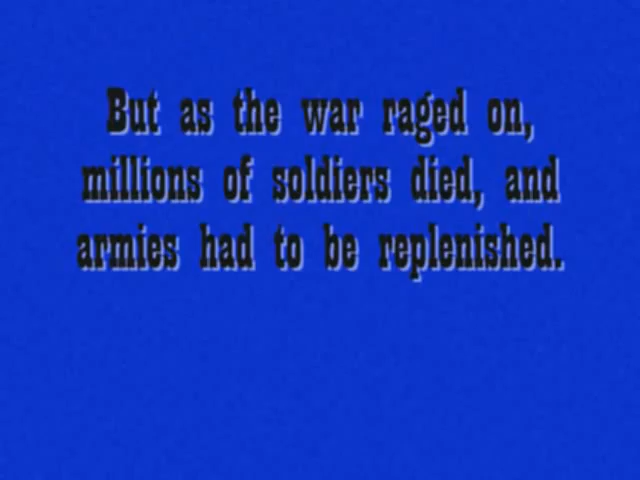 But as the war raged on,
millions of soldiers died, and
armies had to be replenished.